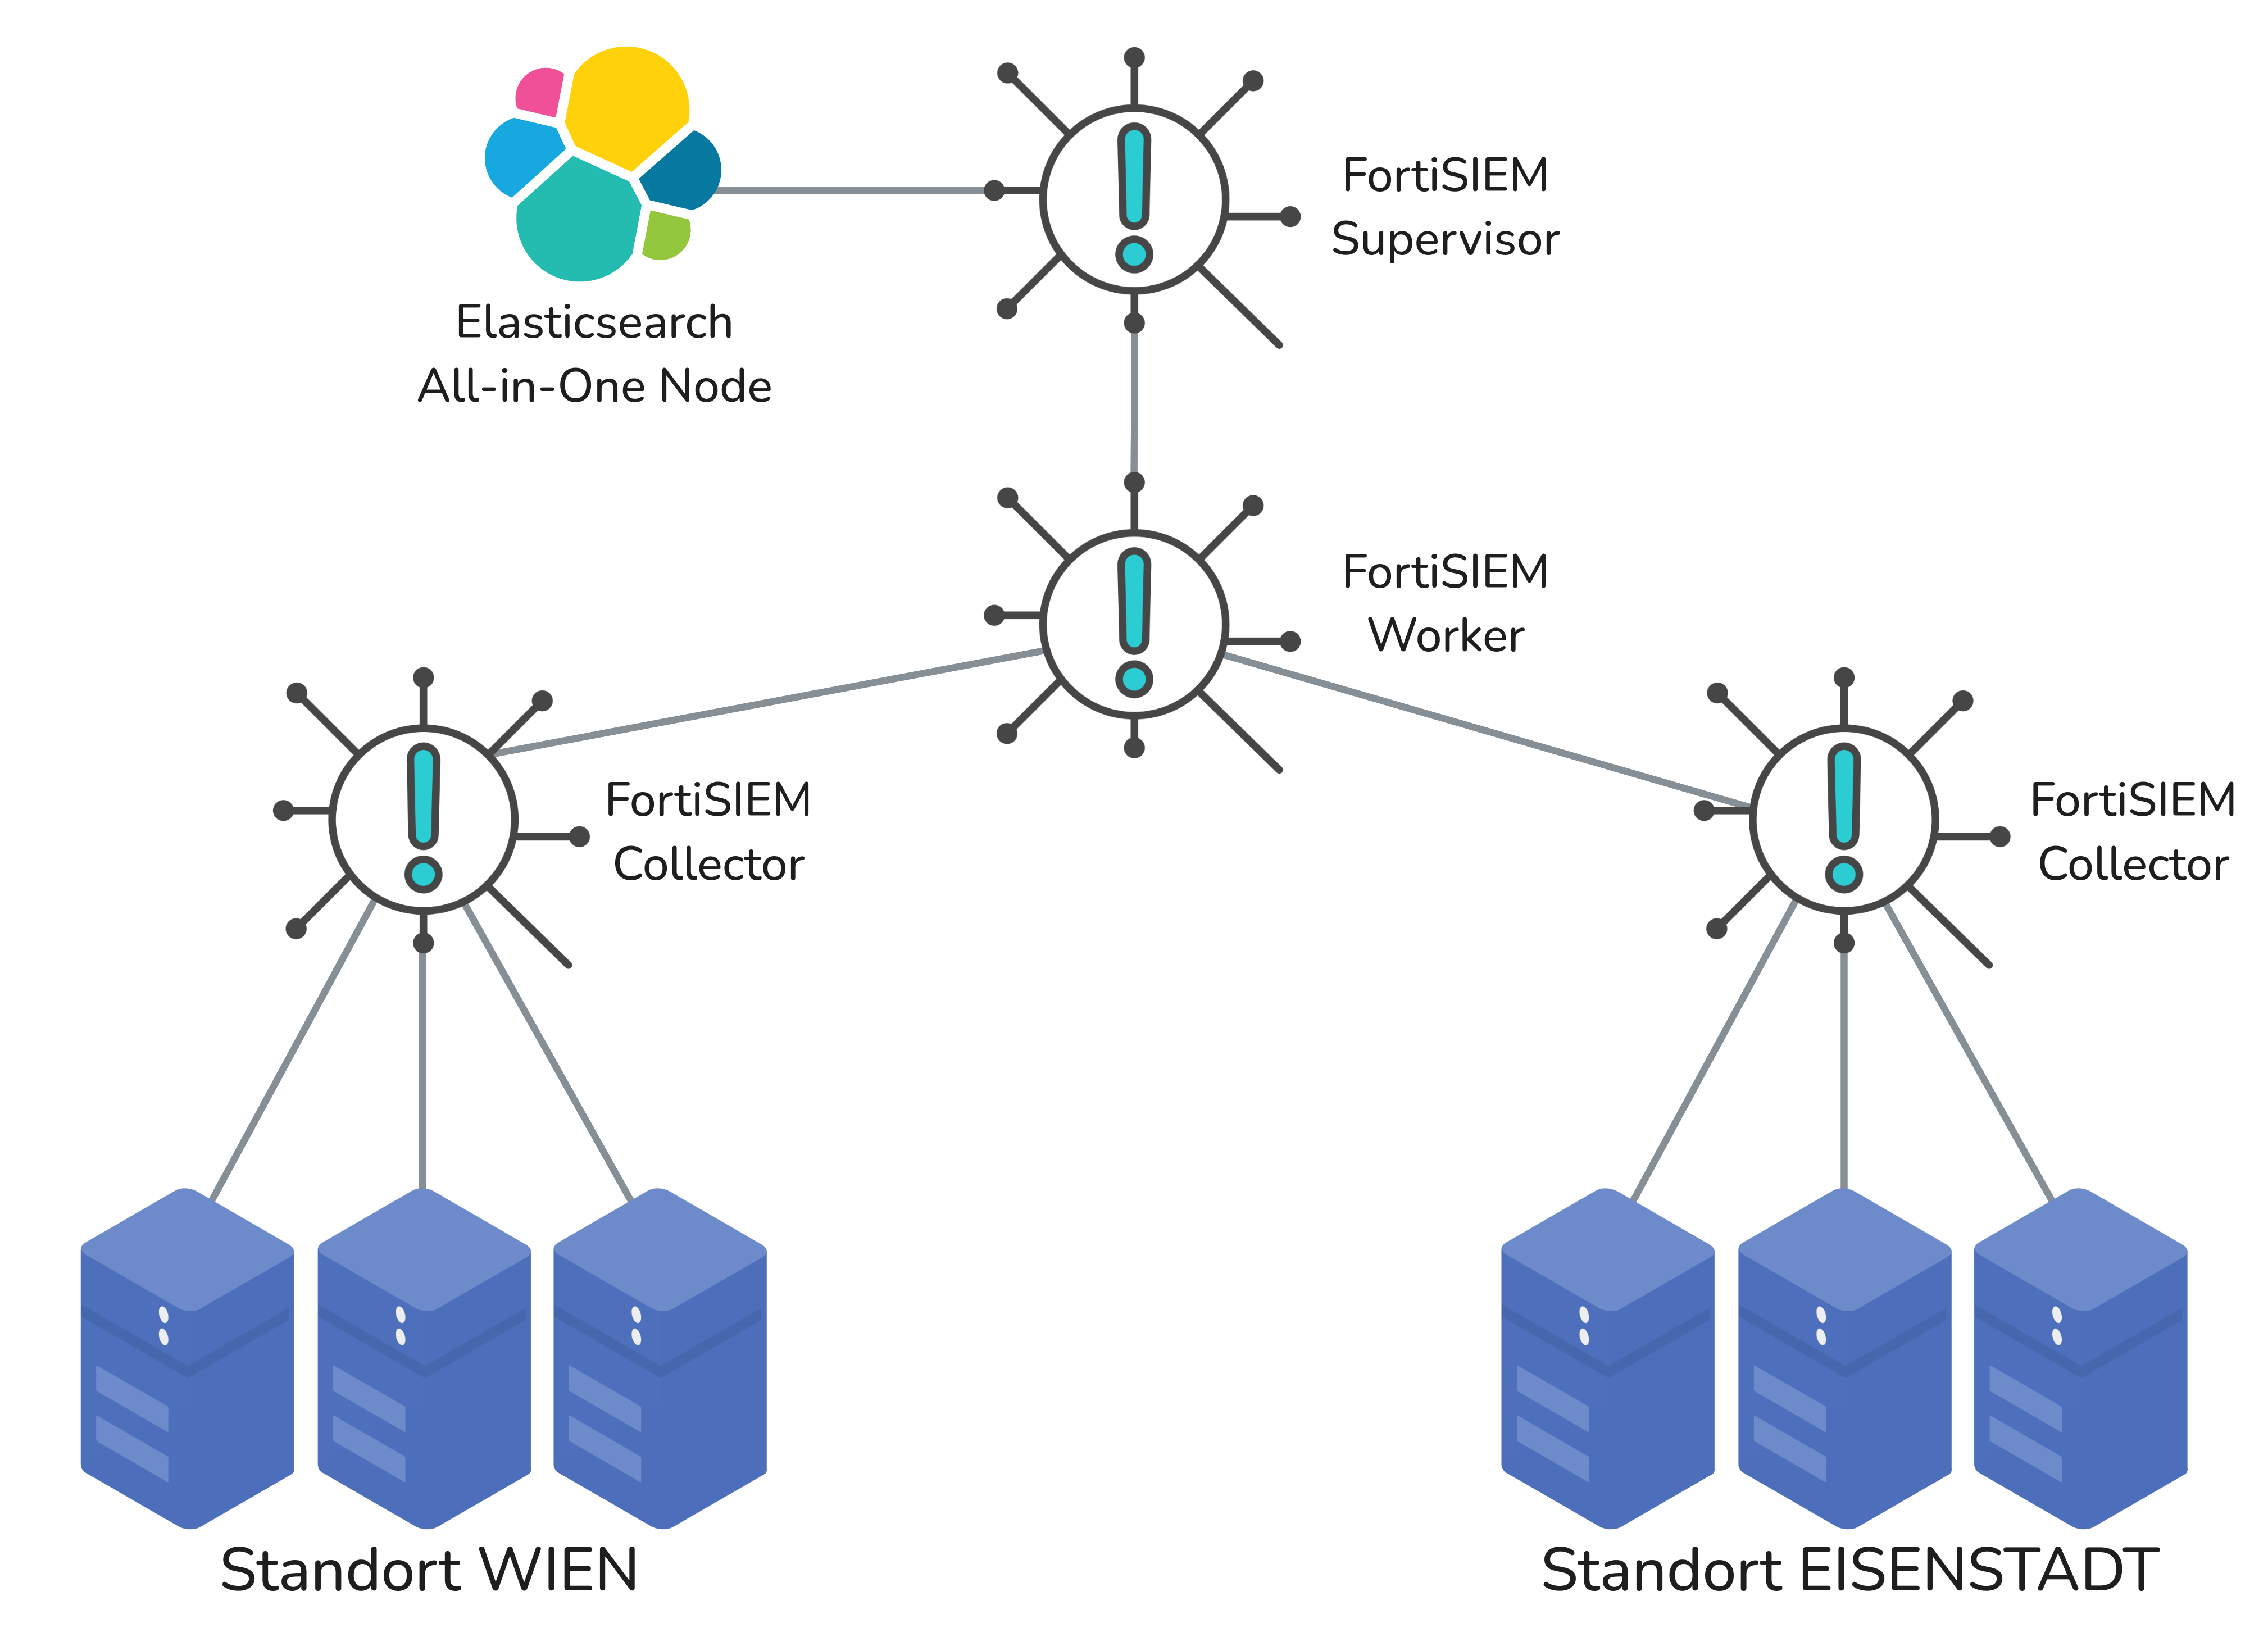 FortiSIEM
Supervisor
Elasticsearch
All-in-One Node
FortiSIEM
Worker
FortiSIEM
Collector
FortiSIEM
Collector
Standort WIEN
Standort EISENSTADT